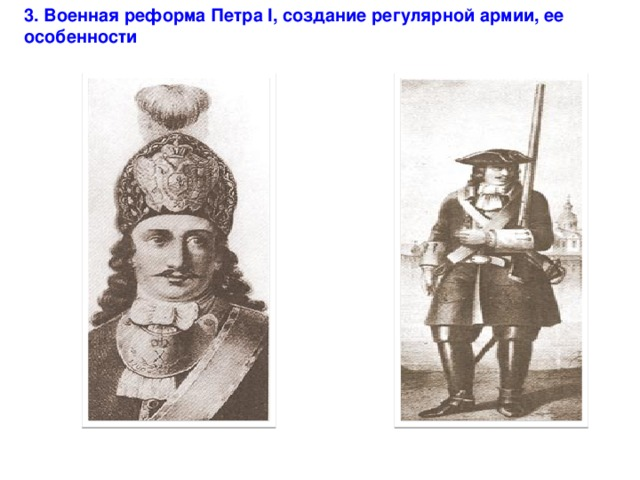 3. Военная реформа Петра I, создание регулярной армии, ее
особенности